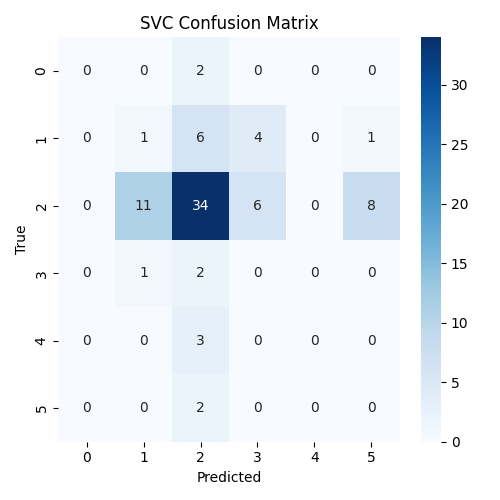 SVC Confusion Matrix
0 0 0 2 0 0 0
1 0 1 6 4 0 1
2 0 11 34 6 0 8
3 0 1 2 0 0 0
4 0 0 3 0 0 0
5 0 0 2 0 0 0
0 1 2 3 4 5
True
Predicted
30
25
20
15
10
5
0